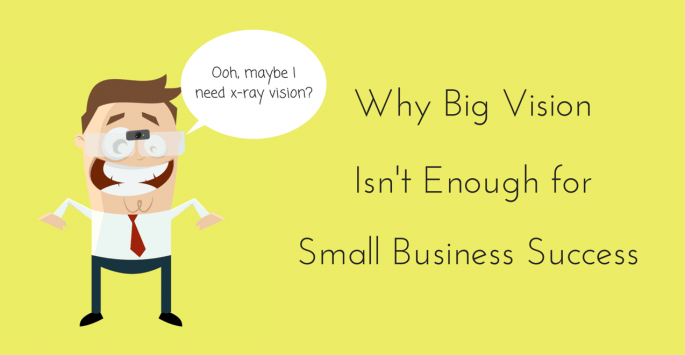 Ooh, maybe I
need x-ray vision?
Why Big Vision
Isn't Enough for
Small Business Success